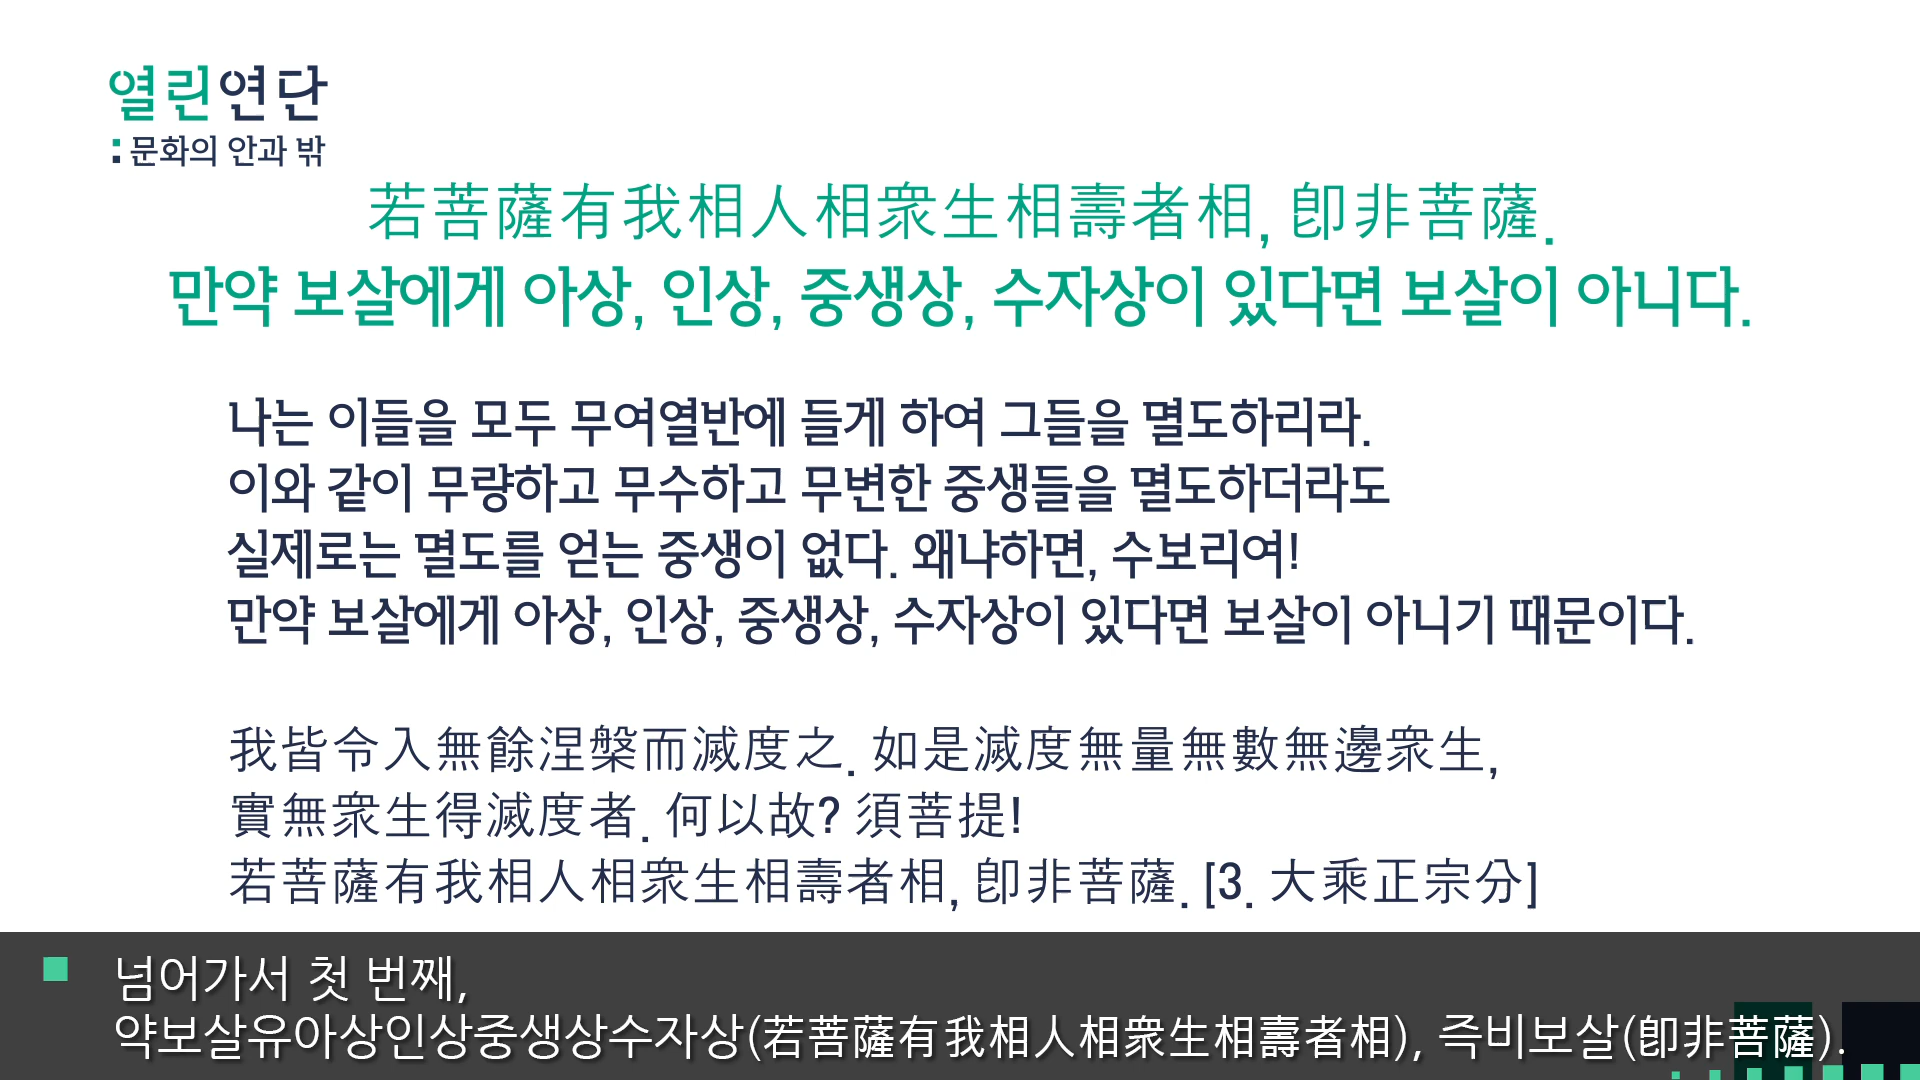 열린연단
: 문화의 안과 밖
若菩薩有我相人相衆生相壽者相, 卽非菩薩.
만약 보살에게 아상, 인상, 중생상, 수자상이 있다면 보살이 아니다.
나는 이들을 모두 무여열반에 들게 하여 그들을 멸도하리라.
이와 같이 무량하고 무수하고 무변한 중생들을 멸도하더라도
실제로는 멸도를 얻는 중생이 없다. 왜냐하면, 수보리여!
만약 보살에게 아상, 인상, 중생상, 수자상이 있다면 보살이 아니기 때문이다.
我皆令入無餘涅槃而滅度之. 如是滅度無量無數無邊衆生,
實無衆生得滅度者. 何以故? 須菩提!
若菩薩有我相人相衆生相壽者相, 卽非菩薩. [3. 大乘正宗分]
넘어가서 첫 번째,
약보살유아상인상중생상수자상(若菩薩有我相人相衆生相壽者相), 즉비보살(卽非菩薩).